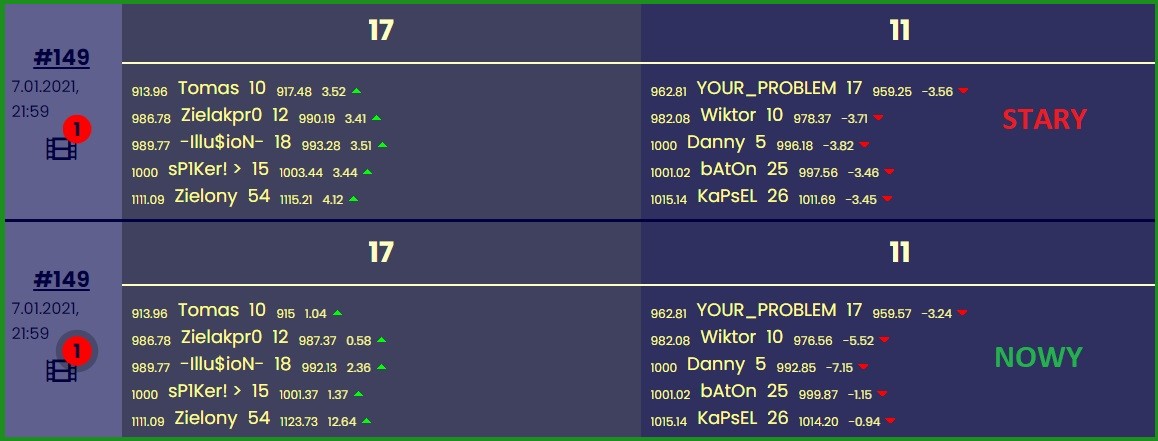 17 11
#149
7.01.2021,
21:59
1
913.96 Tomas 10 917.48 3.52
986.78 Zielakpr0 12 990.19 3.41
989.77 -Illu$ioN- 18 993.28 3.51
1000 sP1Ker! > 15 1003.44 3.44
1111.09 Zielony 54 1115.21 4.12
962.81 YOUR_PROBLEM 17 959.25 -3.56
982.08 Wiktor 10 978.37 -3.71
1000 Danny 5 996.18 -3.82
1001.02 bAtOn 25 997.56 -3.46
1015.14 KaPsEL 26 1011.69 -3.45
STARY
17 11
#149
7.01.2021,
21:59
1
913.96 Tomas 10 915 1.04
986.78 Zielakpr0 12 987.37 0.58
989.77 -Illu$ioN- 18 992.13 2.36
1000 sP1Ker! > 15 1001.37 1.37
1111.09 Zielony 54 1123.73 12.64
962.81 YOUR_PROBLEM 17 959.57 -3.24
982.08 Wiktor 10 976.56 -5.52
1000 Danny 5 992.85 -7.15
1001.02 bAtOn 25 999.87 -1.15
1015.14 KaPsEL 26 1014.20 -0.94
NOWY